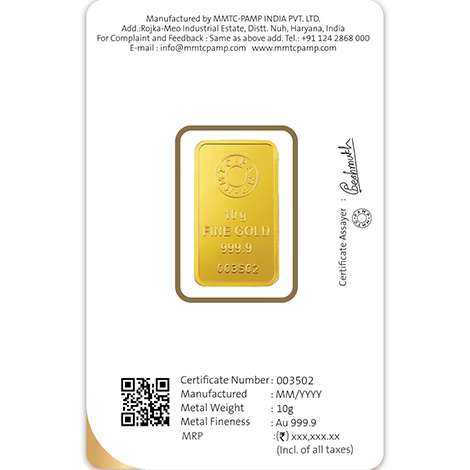 Manufactured by MMTC-PAMP INDIA PVT. LTD.
Add.:Rojka-Meo Industrial Estate, Distt. Nuh, Haryana, India
For Complaint and Feedback : Same as above add. Tel.: +91 124 2868 000
E-mail : info@mmtcpamp.com • www.mmtcpamp.com
10g
FINE GOLD
999.9
003502
Certificate Assayer :
Certificate Number : 003502
Manufactured : MM/YYYY
Metal Weight : 10g
Metal Fineness : Au 999.9
MRP : (₹) xxx,xxx.xx
(Incl. of all taxes)